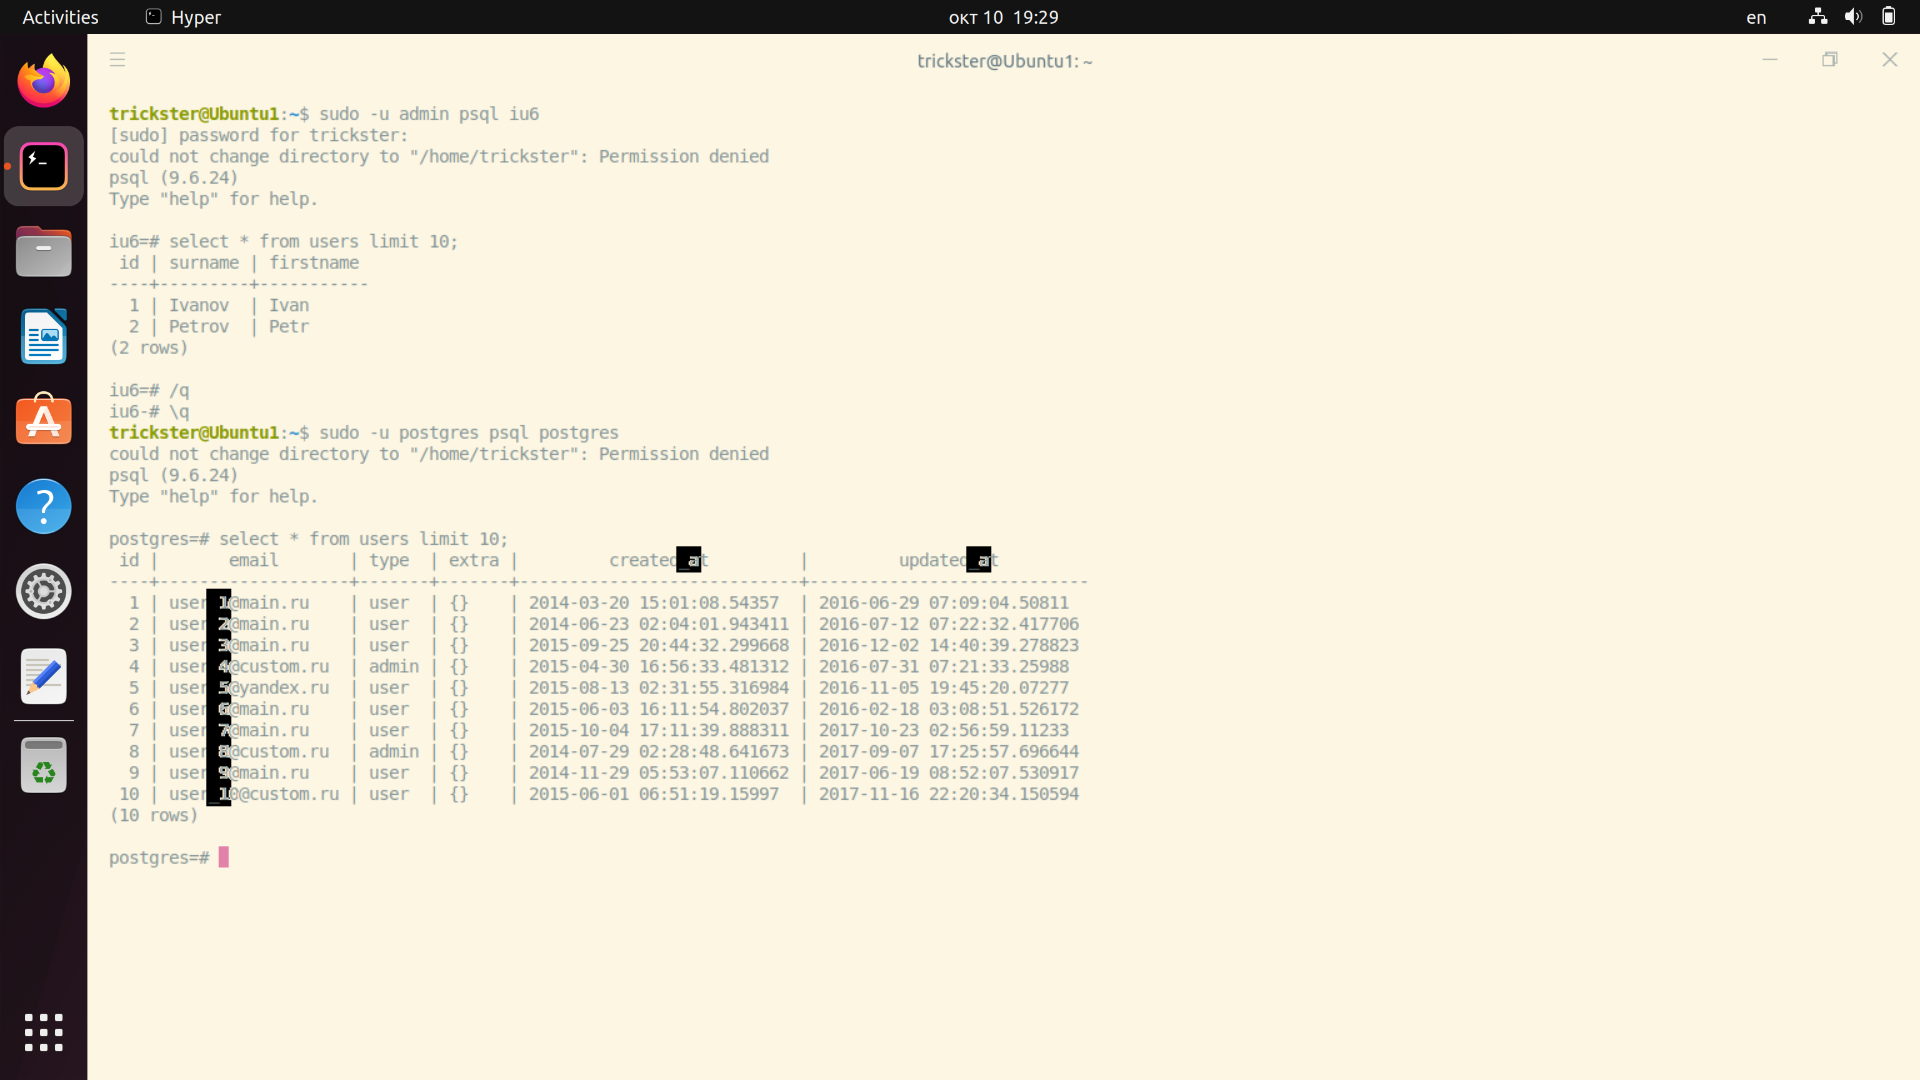 Activities Hyper окт 10 19:29 en
trickster@Ubuntu1: ~
trickster@Ubuntu1:~$ sudo -u admin psql iu6
[sudo] password for trickster:
could not change directory to "/home/trickster": Permission denied
psql (9.6.24)
Type "help" for help.
iu6=# select * from users limit 10;
 id | surname | firstname
----+---------+-----------
  1 | Ivanov  | Ivan
  2 | Petrov  | Petr
(2 rows)
iu6=# /q
iu6-# \q
trickster@Ubuntu1:~$ sudo -u postgres psql postgres
could not change directory to "/home/trickster": Permission denied
psql (9.6.24)
Type "help" for help.
postgres=# select * from users limit 10;
 id |       email       | type  | extra |         created_at         |         updated_at
----+-------------------+-------+-------+----------------------------+----------------------------
  1 | user_1@main.ru    | user  | {}    | 2014-03-20 15:01:08.54357  | 2016-06-29 07:09:04.50811
  2 | user_2@main.ru    | user  | {}    | 2014-06-23 02:04:01.943411 | 2016-07-12 07:22:32.417706
  3 | user_3@main.ru    | user  | {}    | 2015-09-25 20:44:32.299668 | 2016-12-02 14:40:39.278823
  4 | user_4@custom.ru  | admin | {}    | 2015-04-30 16:56:33.481312 | 2016-07-31 07:21:33.25988
  5 | user_5@yandex.ru  | user  | {}    | 2015-08-13 02:31:55.316984 | 2016-11-05 19:45:20.07277
  6 | user_6@main.ru    | user  | {}    | 2015-06-03 16:11:54.802037 | 2016-02-18 03:08:51.526172
  7 | user_7@main.ru    | user  | {}    | 2015-10-04 17:11:39.888311 | 2017-10-23 02:56:59.11233
  8 | user_8@custom.ru  | admin | {}    | 2014-07-29 02:28:48.641673 | 2017-09-07 17:25:57.696644
  9 | user_9@main.ru    | user  | {}    | 2014-11-29 05:53:07.110662 | 2017-06-19 08:52:07.530917
 10 | user_10@custom.ru | user  | {}    | 2015-06-01 06:51:19.15997  | 2017-11-16 22:20:34.150594
(10 rows)
postgres=#